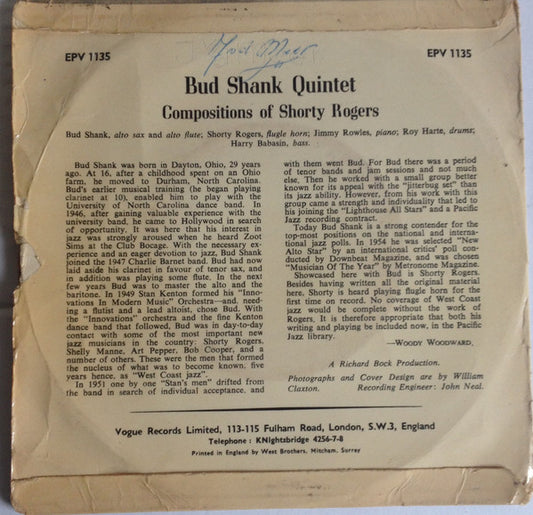 EPV 1135
EPV 1135
Bud Shank Quintet
Compositions of Shorty Rogers
Bud Shank, alto sax and alto flute; Shorty Rogers, flugle horn; Jimmy Rowles, piano; Roy Harte, drums;
Harry Babasin, bass.
Bud Shank was born in Dayton, Ohio, 29 years
ago. At 16, after a childhood spent on an Ohio
farm, he moved to Durham, North Carolina.
Bud's earlier musical training (he began playing
clarinet at 10), enabled him to play with the
University of North Carolina dance band. In
1946, after gaining valuable experience with the
university band, he came to Hollywood in search
of opportunity. It was here that his interest in
jazz was strongly aroused when he heard Zoot
Sims at the Club Bocage. With the necessary ex-
perience and an eager devotion to jazz, Bud Shank
joined the 1947 Charlie Barnet band. Bud had now
laid aside his clarinet in favour of tenor sax, and
in addition was playing some flute. In the next
few years Bud was to master the alto and the
baritone. In 1949 Stan Kenton formed his "Inno-
vations In Modern Music" Orchestra—and, need-
ing a flutist and a lead altoist, chose Bud. With
the "Innovations" orchestra and the fine Kenton
dance band that followed, Bud was in day-to-day
contact with some of the most important new
jazz musicians in the country: Shorty Rogers,
Shelly Manne, Art Pepper, Bob Cooper, and a
number of others. These were the men that formed
the nucleus of what was to become known, five
years hence, as "West Coast jazz".
In 1951 one by one "Stan's men" drifted from
the band in search of individual acceptance, and
with them went Bud. For Bud there was a period
of tenor bands and jam sessions and not much
else. Then he worked with a small group better
known for its appeal with the "jitterbug set" than
its jazz ability. However, from his work with this
group came a strength and individuality that led to
his joining the "Lighthouse All Stars" and a Pacific
Jazz recording contract.
Today Bud Shank is a strong contender for the
top-most positions on the national and interna-
tional jazz polls. In 1954 he was selected "New
Alto Star" by an international critics' poll con-
ducted by Downbeat Magazine, and was chosen
"Musician Of The Year" by Metronome Magazine.
Showcased here with Bud is Shorty Rogers.
Besides having written all the original material
here, Shorty is heard playing flugle horn for the
first time on record. No coverage of West Coast
jazz would be complete without the work of
Rogers. It is therefore appropriate that both his
writing and playing be included now, in the Pacific
Jazz library.
—WOODY WOODWARD.
A Richard Bock Production.
Photographs and Cover Design are by William
Claxton. Recording Engineer: John Neal.
Vogue Records Limited, 113-115 Fulham Road, London, S.W.3, England
Telephone : KNightsbridge 4256-7-8
Printed in England by West Brothers, Mitcham, Surrey